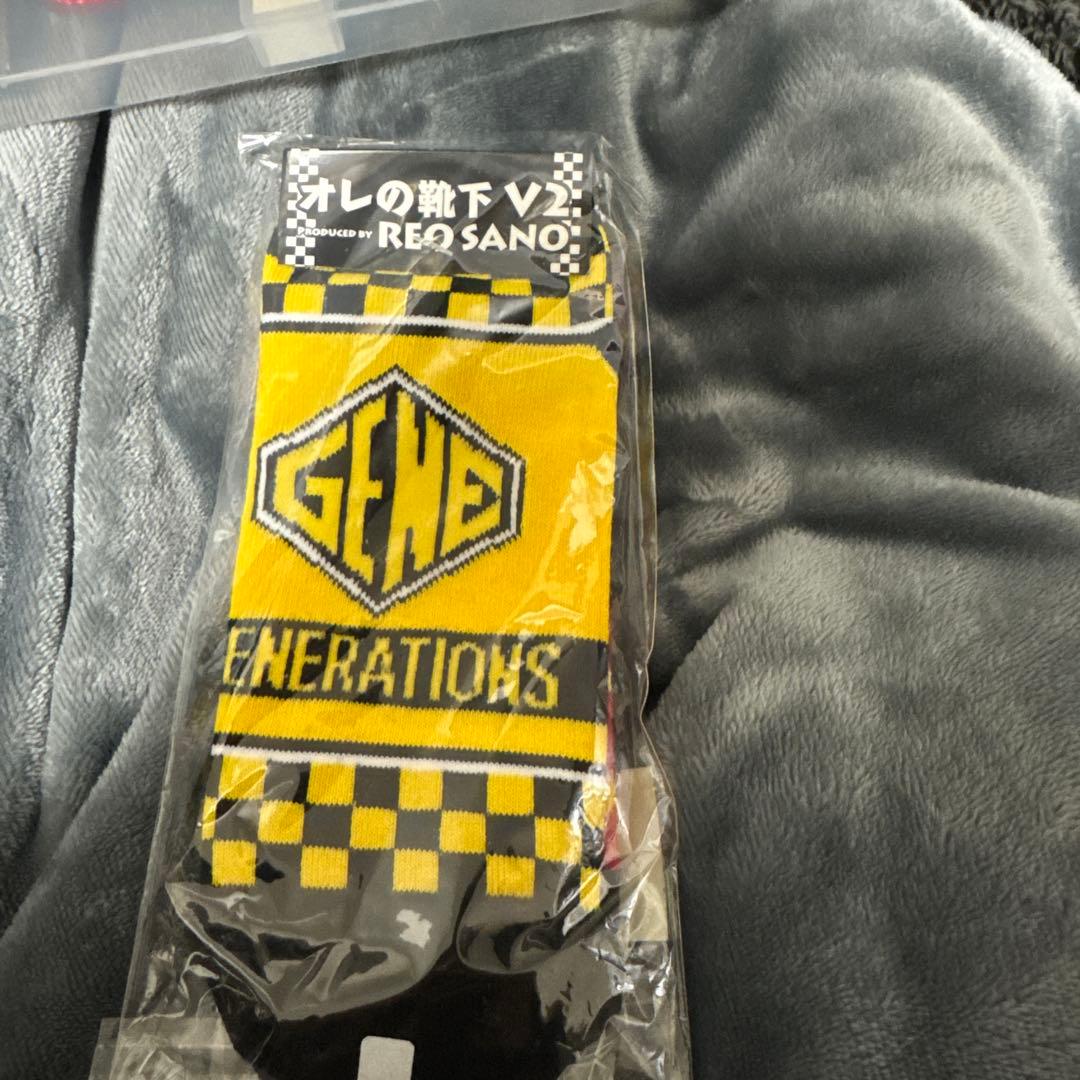 オレの靴下 V2
PRODUCED BY REO SANO
GENE
ENERATIONS